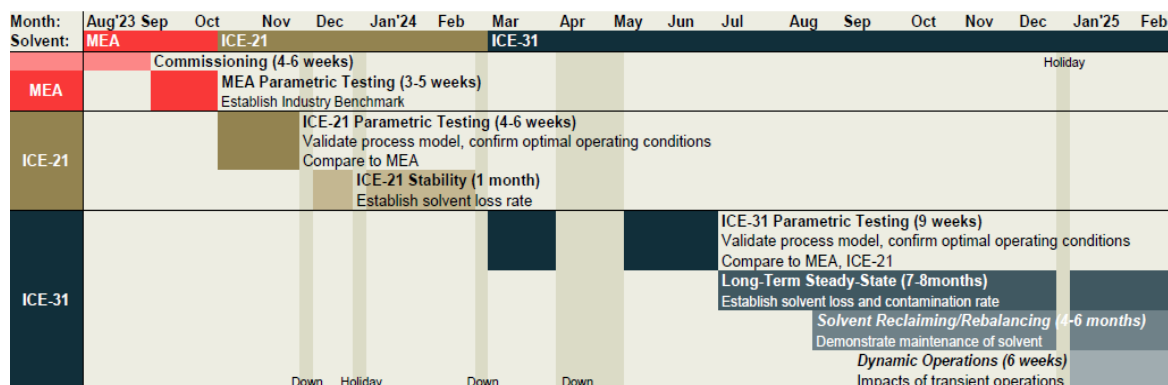 Month: Aug'23 Sep Oct Nov Dec Jan'24 Feb Mar Apr May Jun Jul Aug Sep Oct Nov Dec Jan'25 Feb
Solvent: MEA ICE-21 ICE-31
Commissioning (4-6 weeks) Holiday
MEA
MEA Parametric Testing (3-5 weeks)
Establish Industry Benchmark
ICE-21
ICE-21 Parametric Testing (4-6 weeks)
Validate process model, confirm optimal operating conditions
Compare to MEA
ICE-21 Stability (1 month)
Establish solvent loss rate
ICE-31
ICE-31 Parametric Testing (9 weeks)
Validate process model, confirm optimal operating conditions
Compare to MEA, ICE-21
Long-Term Steady-State (7-8months)
Establish solvent loss and contamination rate
Solvent Reclaiming/Rebalancing (4-6 months)
Demonstrate maintenance of solvent
Dynamic Operations (6 weeks)
Down Holiday Down Down Impacts of transient operations